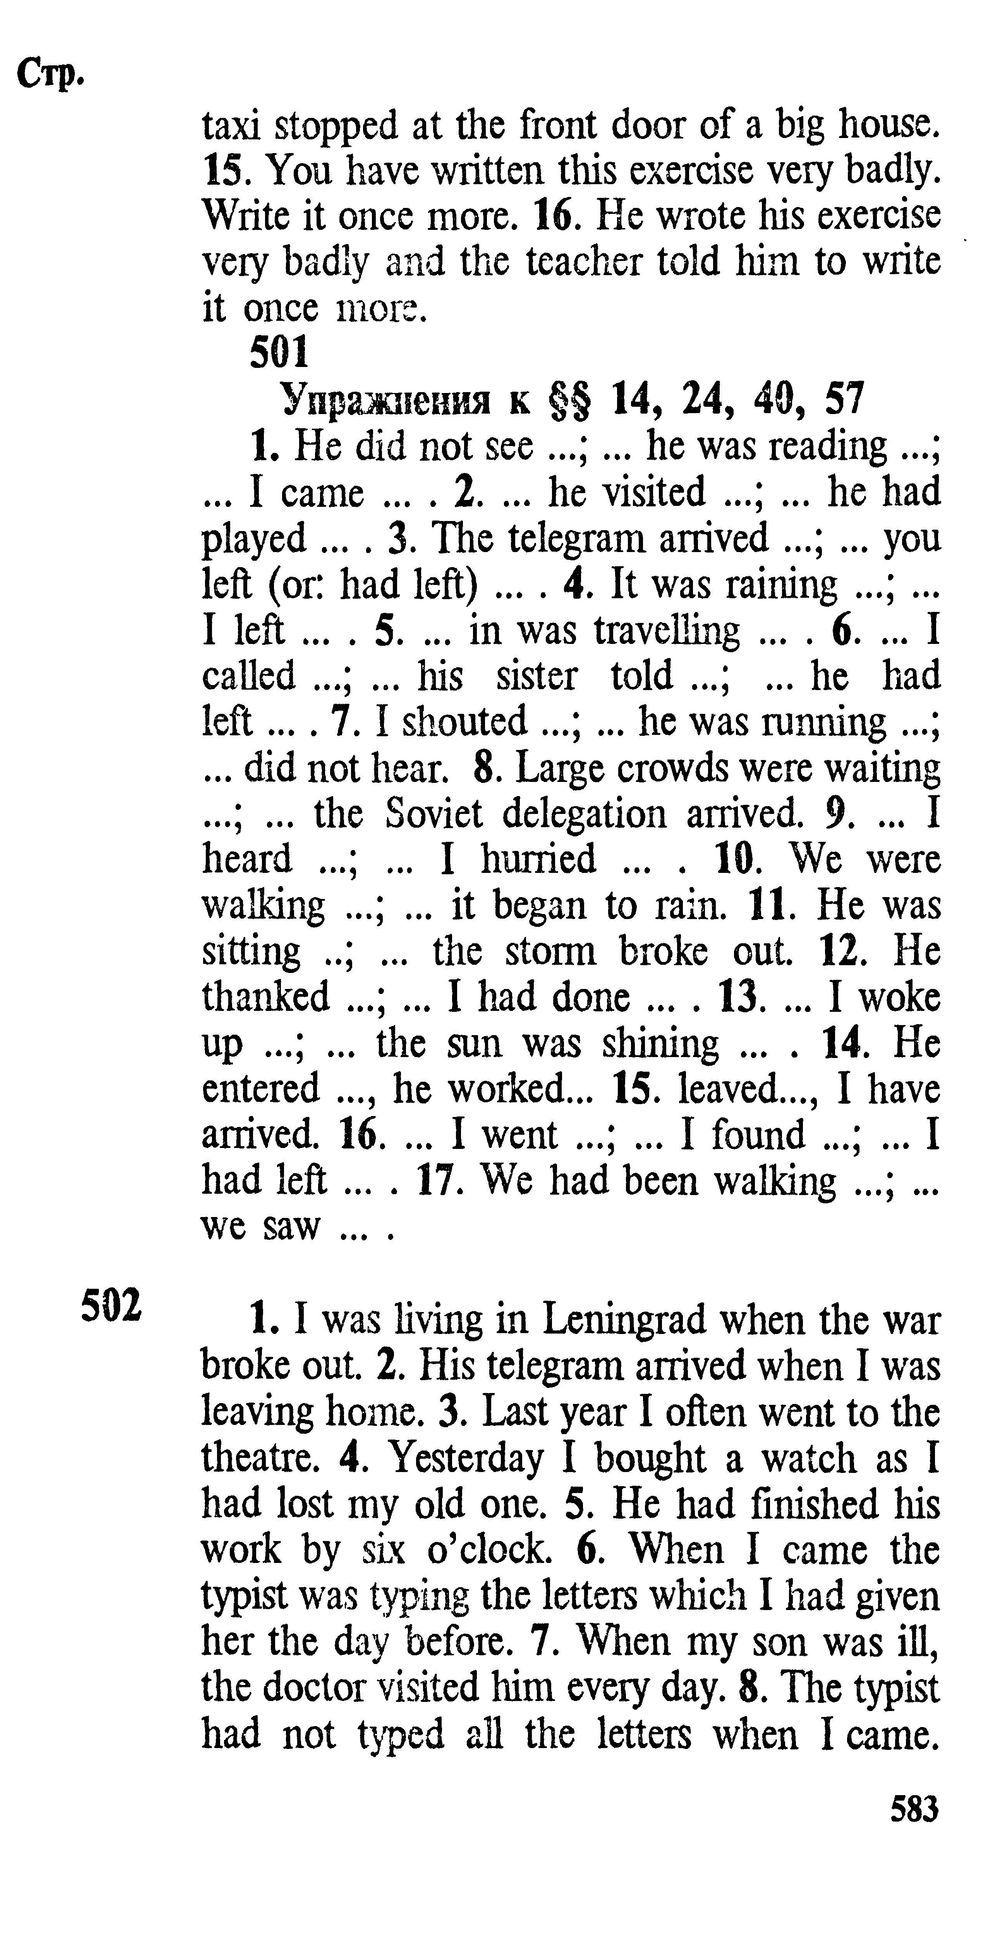 Стр.
taxi stopped at the front door of a big house.
15. You have written this exercise very badly.
Write it once more. 16. He wrote his exercise
very badly and the teacher told him to write
it once more.
501
Упражнения к §§ 14, 24, 40, 57
1. He did not see ...; ... he was reading ...;
... I came ... . 2. ... he visited ...; ... he had
played ... . 3. The telegram arrived ...; ... you
left (or: had left) ... . 4. It was raining ...; ...
I left ... . 5. ... in was travelling ... . 6. ... I
called ...; ... his sister told ...; ... he had
left ... . 7. I shouted ...; ... he was running ...;
... did not hear. 8. Large crowds were waiting
...; ... the Soviet delegation arrived. 9. ... I
heard ...; ... I hurried ... . 10. We were
walking ...; ... it began to rain. 11. He was
sitting ..; ... the storm broke out. 12. He
thanked ...; ... I had done ... . 13. ... I woke
up ...; ... the sun was shining ... . 14. He
entered ..., he worked... 15. leaved..., I have
arrived. 16. ... I went ...; ... I found ...; ... I
had left ... . 17. We had been walking ...; ...
we saw ... .
502 1. I was living in Leningrad when the war
broke out. 2. His telegram arrived when I was
leaving home. 3. Last year I often went to the
theatre. 4. Yesterday I bought a watch as I
had lost my old one. 5. He had finished his
work by six o'clock. 6. When I came the
typist was typing the letters which I had given
her the day before. 7. When my son was ill,
the doctor visited him every day. 8. The typist
had not typed all the letters when I came.
583